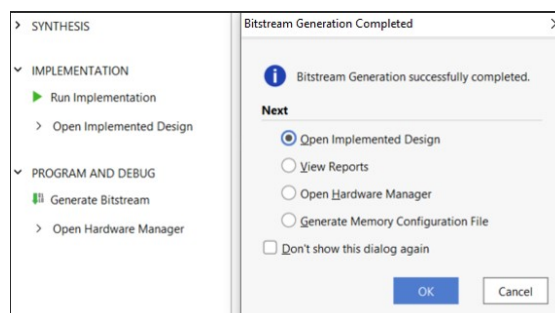 SYNTHESIS
IMPLEMENTATION
Run Implementation
Open Implemented Design
PROGRAM AND DEBUG
Generate Bitstream
Open Hardware Manager
Bitstream Generation Completed
Bitstream Generation successfully completed.
Next
Open Implemented Design
View Reports
Open Hardware Manager
Generate Memory Configuration File
Don't show this dialog again
OK
Cancel